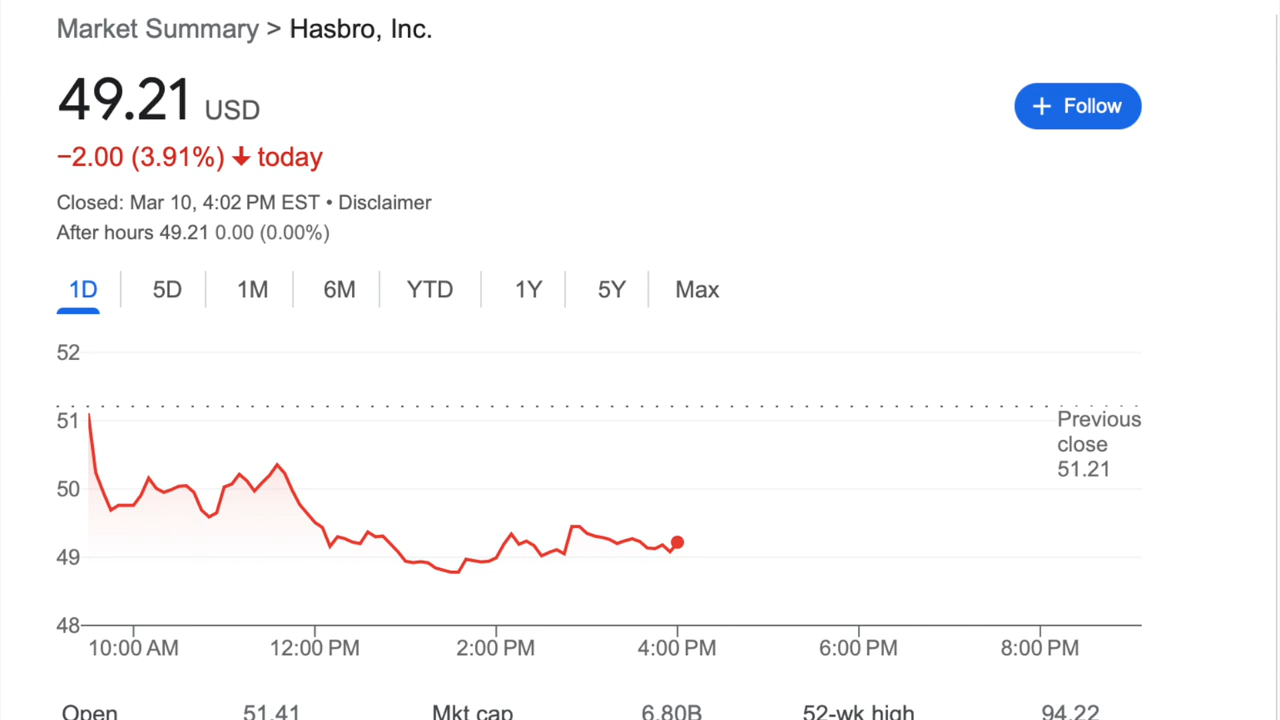 Market Summary > Hasbro, Inc.
49.21 USD
+ Follow
−2.00 (3.91%) ↓ today
Closed: Mar 10, 4:02 PM EST • Disclaimer
After hours 49.21 0.00 (0.00%)
1D 5D 1M 6M YTD 1Y 5Y Max
52
51
50
49
48
Previous
close
51.21
10:00 AM 12:00 PM 2:00 PM 4:00 PM 6:00 PM 8:00 PM
Open 51.41 Mkt cap 6.80B 52-wk high 94.22